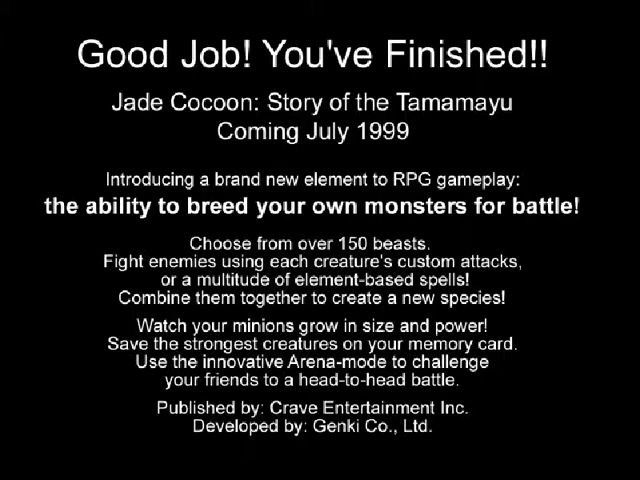 Good Job! You've Finished!!
Jade Cocoon: Story of the Tamamayu
Coming July 1999
Introducing a brand new element to RPG gameplay:
the ability to breed your own monsters for battle!
Choose from over 150 beasts.
Fight enemies using each creature's custom attacks,
or a multitude of element-based spells!
Combine them together to create a new species!
Watch your minions grow in size and power!
Save the strongest creatures on your memory card.
Use the innovative Arena-mode to challenge
your friends to a head-to-head battle.
Published by: Crave Entertainment Inc.
Developed by: Genki Co., Ltd.